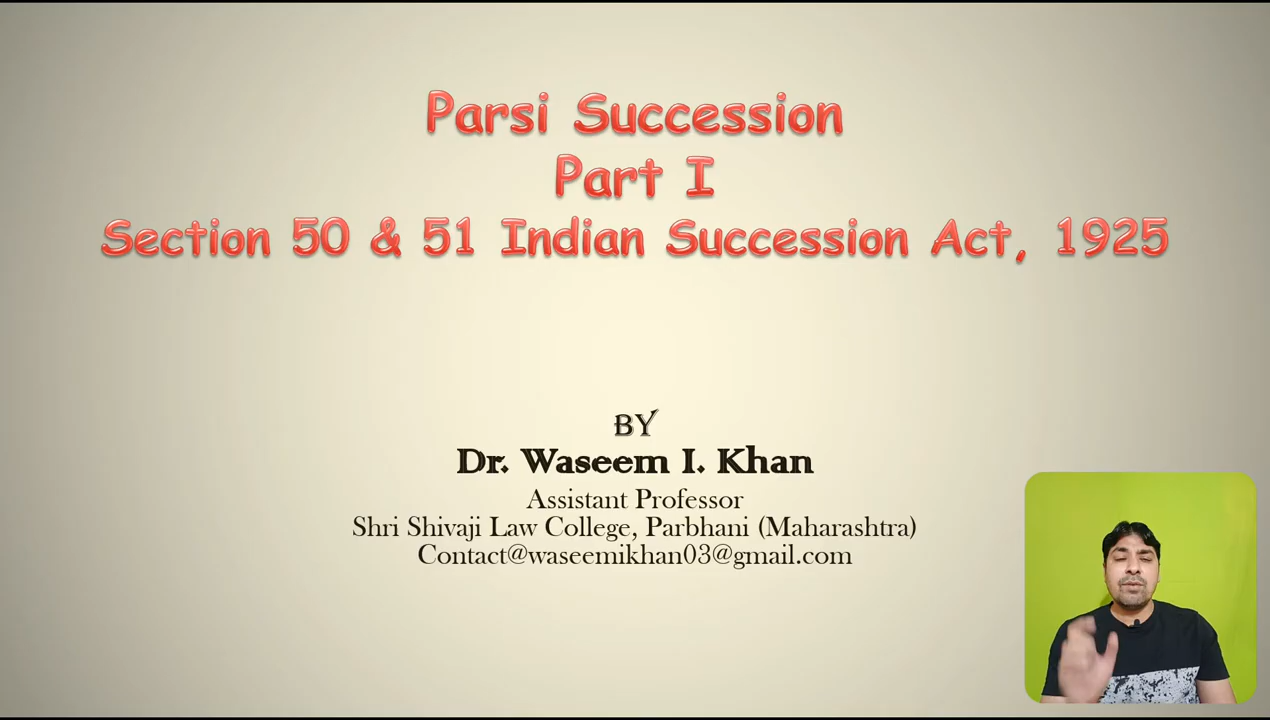 Parsi Succession
Part I
Section 50 & 51 Indian Succession Act, 1925
BY
Dr. Waseem I. Khan
Assistant Professor
Shri Shivaji Law College, Parbhani (Maharashtra)
Contact@waseemikhan03@gmail.com